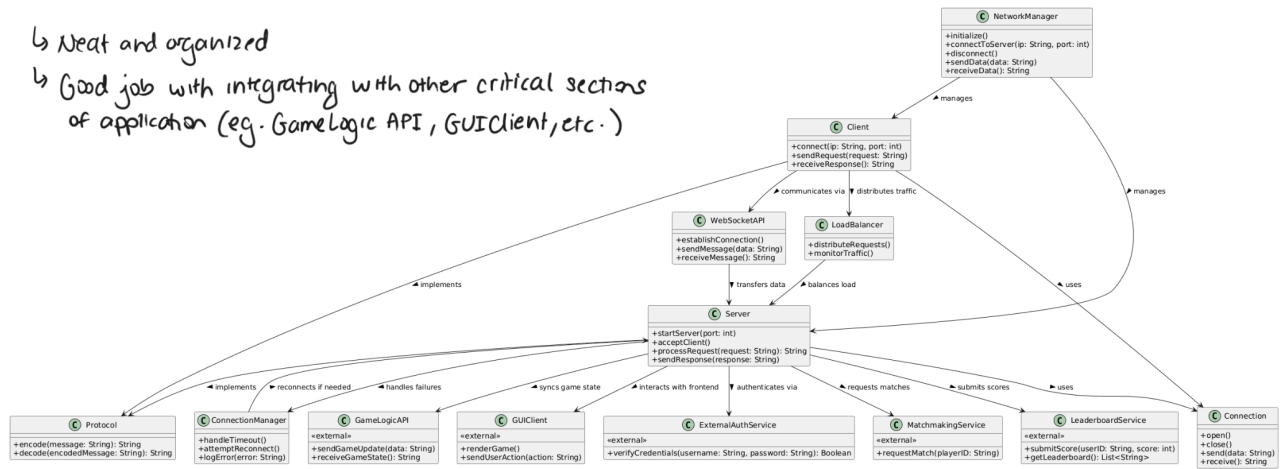 ↳ Neat and organized
↳ Good job with integrating with other critical sections
of application (eg. GameLogic API, GUIClient, etc.)
C NetworkManager
+initialize()
+connectToServer(ip: String, port: int)
+disconnect()
+sendData(data: String)
+receiveData(): String
manages
C Client
+connect(ip: String, port: int)
+sendRequest(request: String)
+receiveResponse(): String
communicates via
distributes traffic
manages
C WebSocketAPI
+establishConnection()
+sendMessage(data: String)
+receiveMessage(): String
C LoadBalancer
+distributeRequests()
+monitorTraffic()
implements
transfers data
balances load
uses
C Server
+startServer(port: int)
+acceptClient()
+processRequest(request: String): String
+sendResponse(response: String)
implements
reconnects if needed
handles failures
syncs game state
interacts with frontend
authenticates via
requests matches
submits scores
uses
C Protocol
+encode(message: String): String
+decode(encodedMessage: String): String
C ConnectionManager
+handleTimeout()
+attemptReconnect()
+logError(error: String)
C GameLogicAPI
«external»
+sendGameUpdate(data: String)
+receiveGameState(): String
C GUIClient
«external»
+renderGame()
+sendUserAction(action: String)
C ExternalAuthService
«external»
+verifyCredentials(username: String, password: String): Boolean
C MatchmakingService
«external»
+requestMatch(playerID: String)
C LeaderboardService
«external»
+submitScore(userID: String, score: int)
+getLeaderboard(): List<String>
C Connection
+open()
+close()
+send(data: String)
+receive(): String